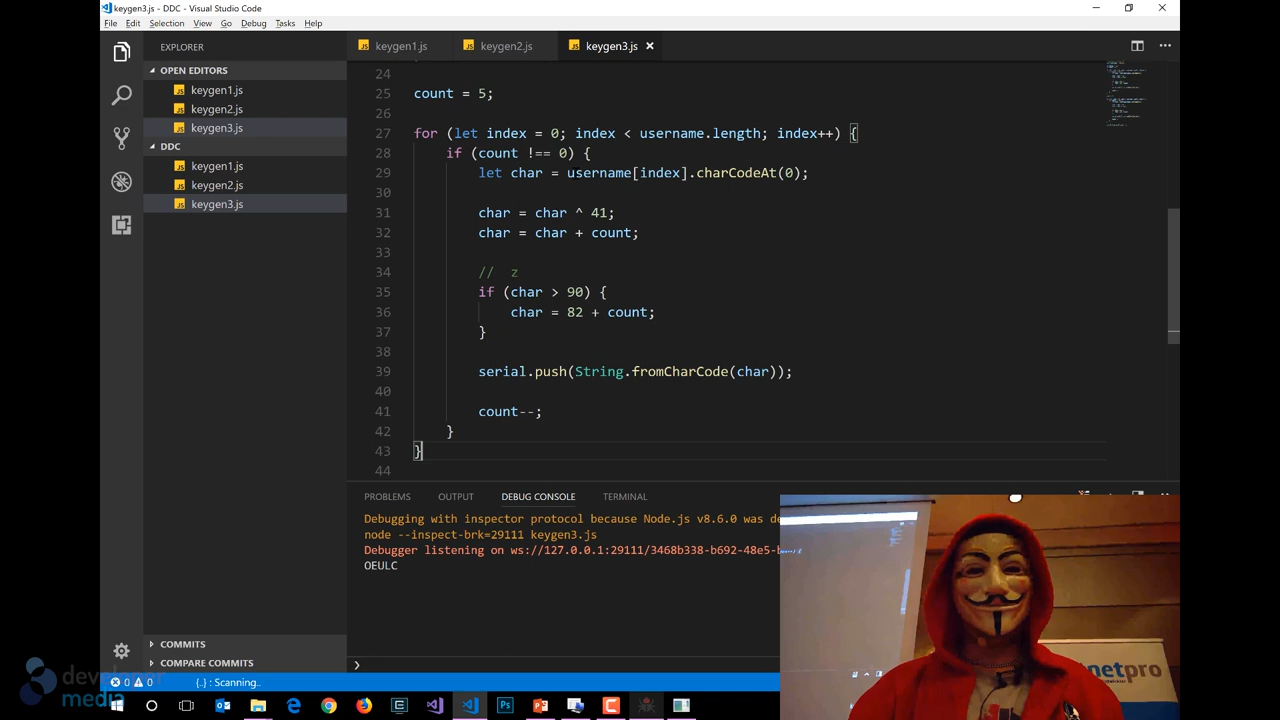 keygen3.js - DDC - Visual Studio Code
File Edit Selection View Go Debug Tasks Help
EXPLORER
OPEN EDITORS
keygen1.js
keygen2.js
keygen3.js
DDC
keygen1.js
keygen2.js
keygen3.js
COMMITS
COMPARE COMMITS
keygen1.js keygen2.js keygen3.js
24
25 count = 5;
26
27 for (let index = 0; index < username.length; index++) {
28 if (count !== 0) {
29 let char = username[index].charCodeAt(0);
30
31 char = char ^ 41;
32 char = char + count;
33
34 // z
35 if (char > 90) {
36 char = 82 + count;
37 }
38
39 serial.push(String.fromCharCode(char));
40
41 count--;
42 }
43 }
44
PROBLEMS OUTPUT DEBUG CONSOLE TERMINAL
Debugging with inspector protocol because Node.js v8.6.0 was de
node --inspect-brk=29111 keygen3.js
Debugger listening on ws://127.0.0.1:29111/3468b338-b692-48e5-b
OEULC
0 0 {..} : Scanning..
developer
media
netpro